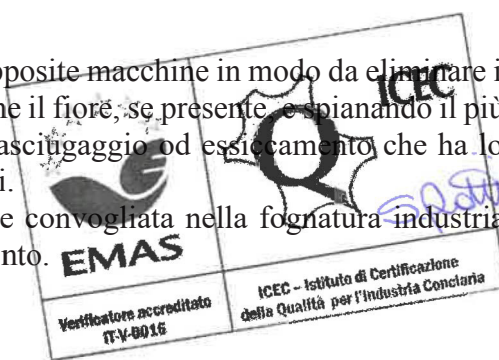 pposite macchine in modo da eliminare i
ne il fiore, se presente, e spianando il più
asciugaggio od essiccamento che ha lo
i.
e convogliata nella fognatura industria
nto.
ICEC
EMAS
Verificatore accreditato
IT-V-0016
ICEC – Istituto di Certificazione
della Qualità per l'Industria Conciaria